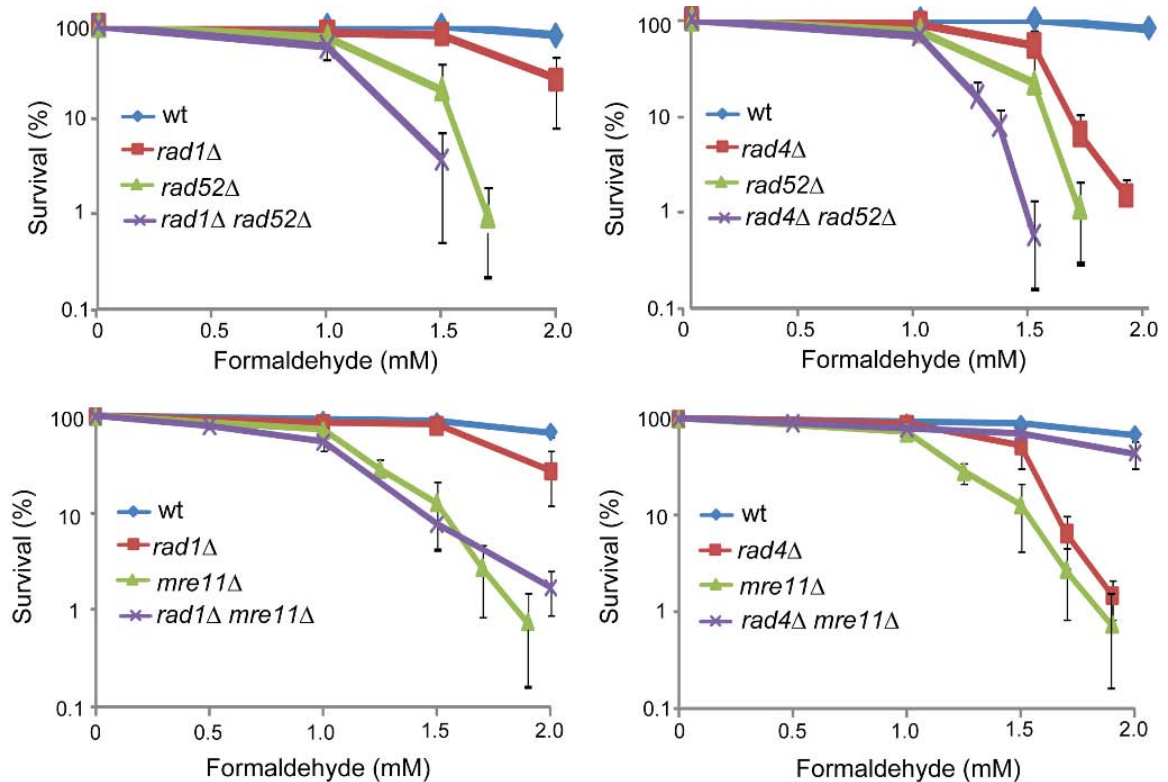 100
10
1
0.1
Survival (%)
wt
rad1Δ
rad52Δ
rad1Δ rad52Δ
0 0.5 1.0 1.5 2.0
Formaldehyde (mM)
100
10
1
0.1
Survival (%)
wt
rad4Δ
rad52Δ
rad4Δ rad52Δ
0 0.5 1.0 1.5 2.0
Formaldehyde (mM)
100
10
1
0.1
Survival (%)
wt
rad1Δ
mre11Δ
rad1Δ mre11Δ
0 0.5 1.0 1.5 2.0
Formaldehyde (mM)
100
10
1
0.1
Survival (%)
wt
rad4Δ
mre11Δ
rad4Δ mre11Δ
0 0.5 1.0 1.5 2.0
Formaldehyde (mM)